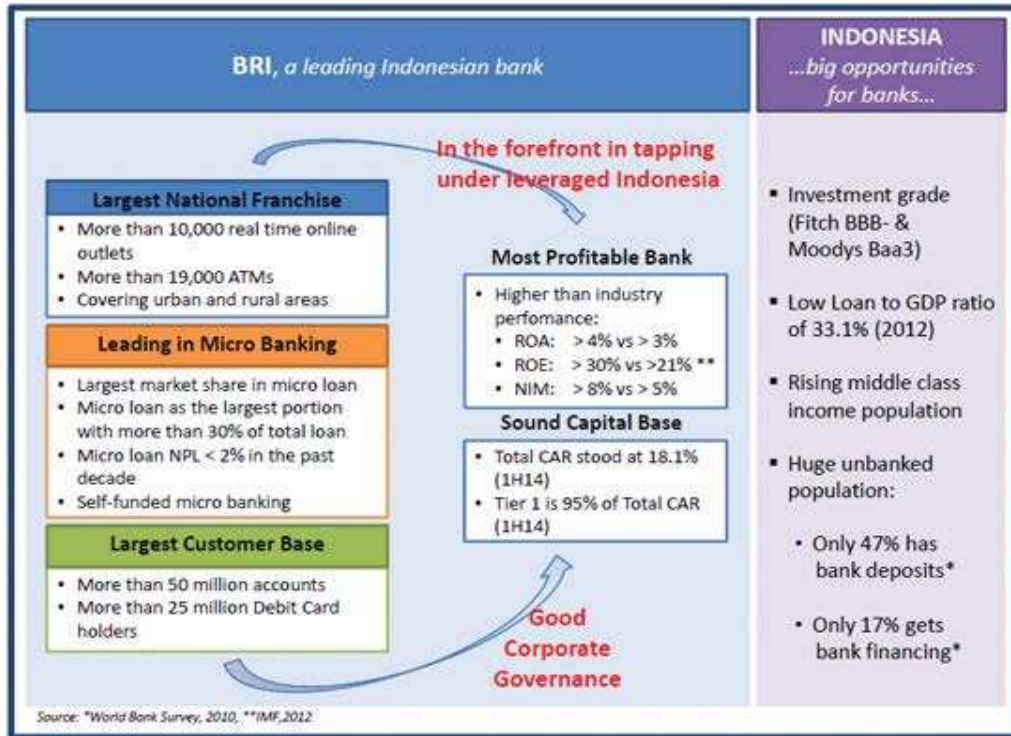 BRI, a leading Indonesian bank
INDONESIA
...big opportunities
for banks...
In the forefront in tapping
under leveraged Indonesia
Largest National Franchise
• More than 10,000 real time online
outlets
• More than 19,000 ATMs
• Covering urban and rural areas
Leading in Micro Banking
• Largest market share in micro loan
• Micro loan as the largest portion
with more than 30% of total loan
• Micro loan NPL < 2% in the past
decade
• Self-funded micro banking
Largest Customer Base
• More than 50 million accounts
• More than 25 million Debit Card
holders
Most Profitable Bank
• Higher than industry
perfomance:
• ROA: > 4% vs > 3%
• ROE: > 30% vs >21% **
• NIM: > 8% vs > 5%
Sound Capital Base
• Total CAR stood at 18.1%
(1H14)
• Tier 1 is 95% of Total CAR
(1H14)
Good
Corporate
Governance
▪ Investment grade
(Fitch BBB- &
Moodys Baa3)
▪ Low Loan to GDP ratio
of 33.1% (2012)
▪ Rising middle class
income population
▪ Huge unbanked
population:
• Only 47% has
bank deposits*
• Only 17% gets
bank financing*
Source: *World Bank Survey, 2010, **IMF,2012